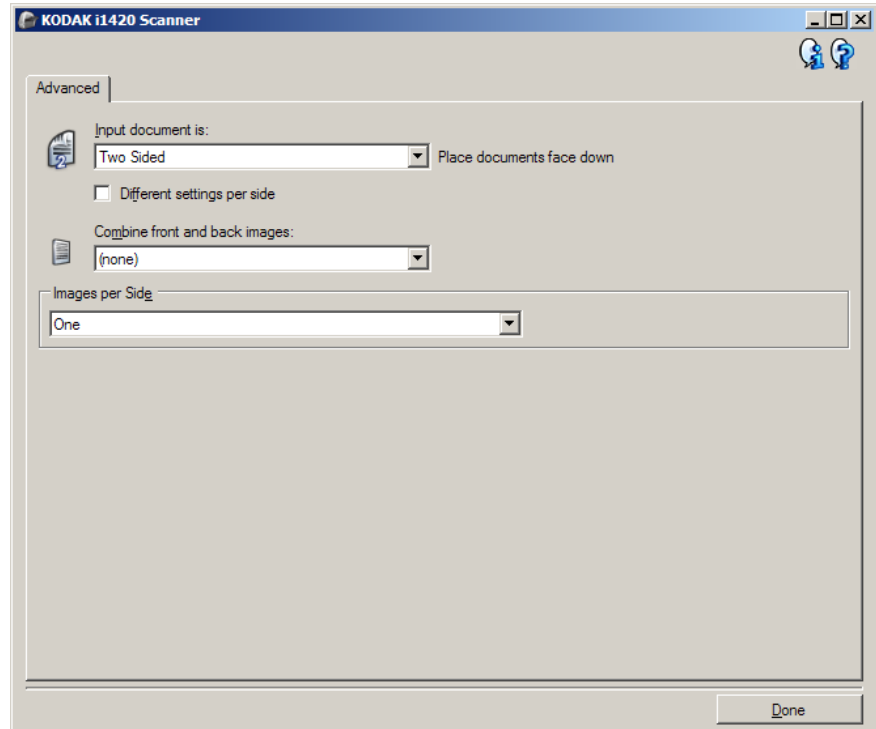 KODAK i1420 Scanner
Advanced
Input document is:
Two Sided
Place documents face down
Different settings per side
Combine front and back images:
(none)
Images per Side
One
Done